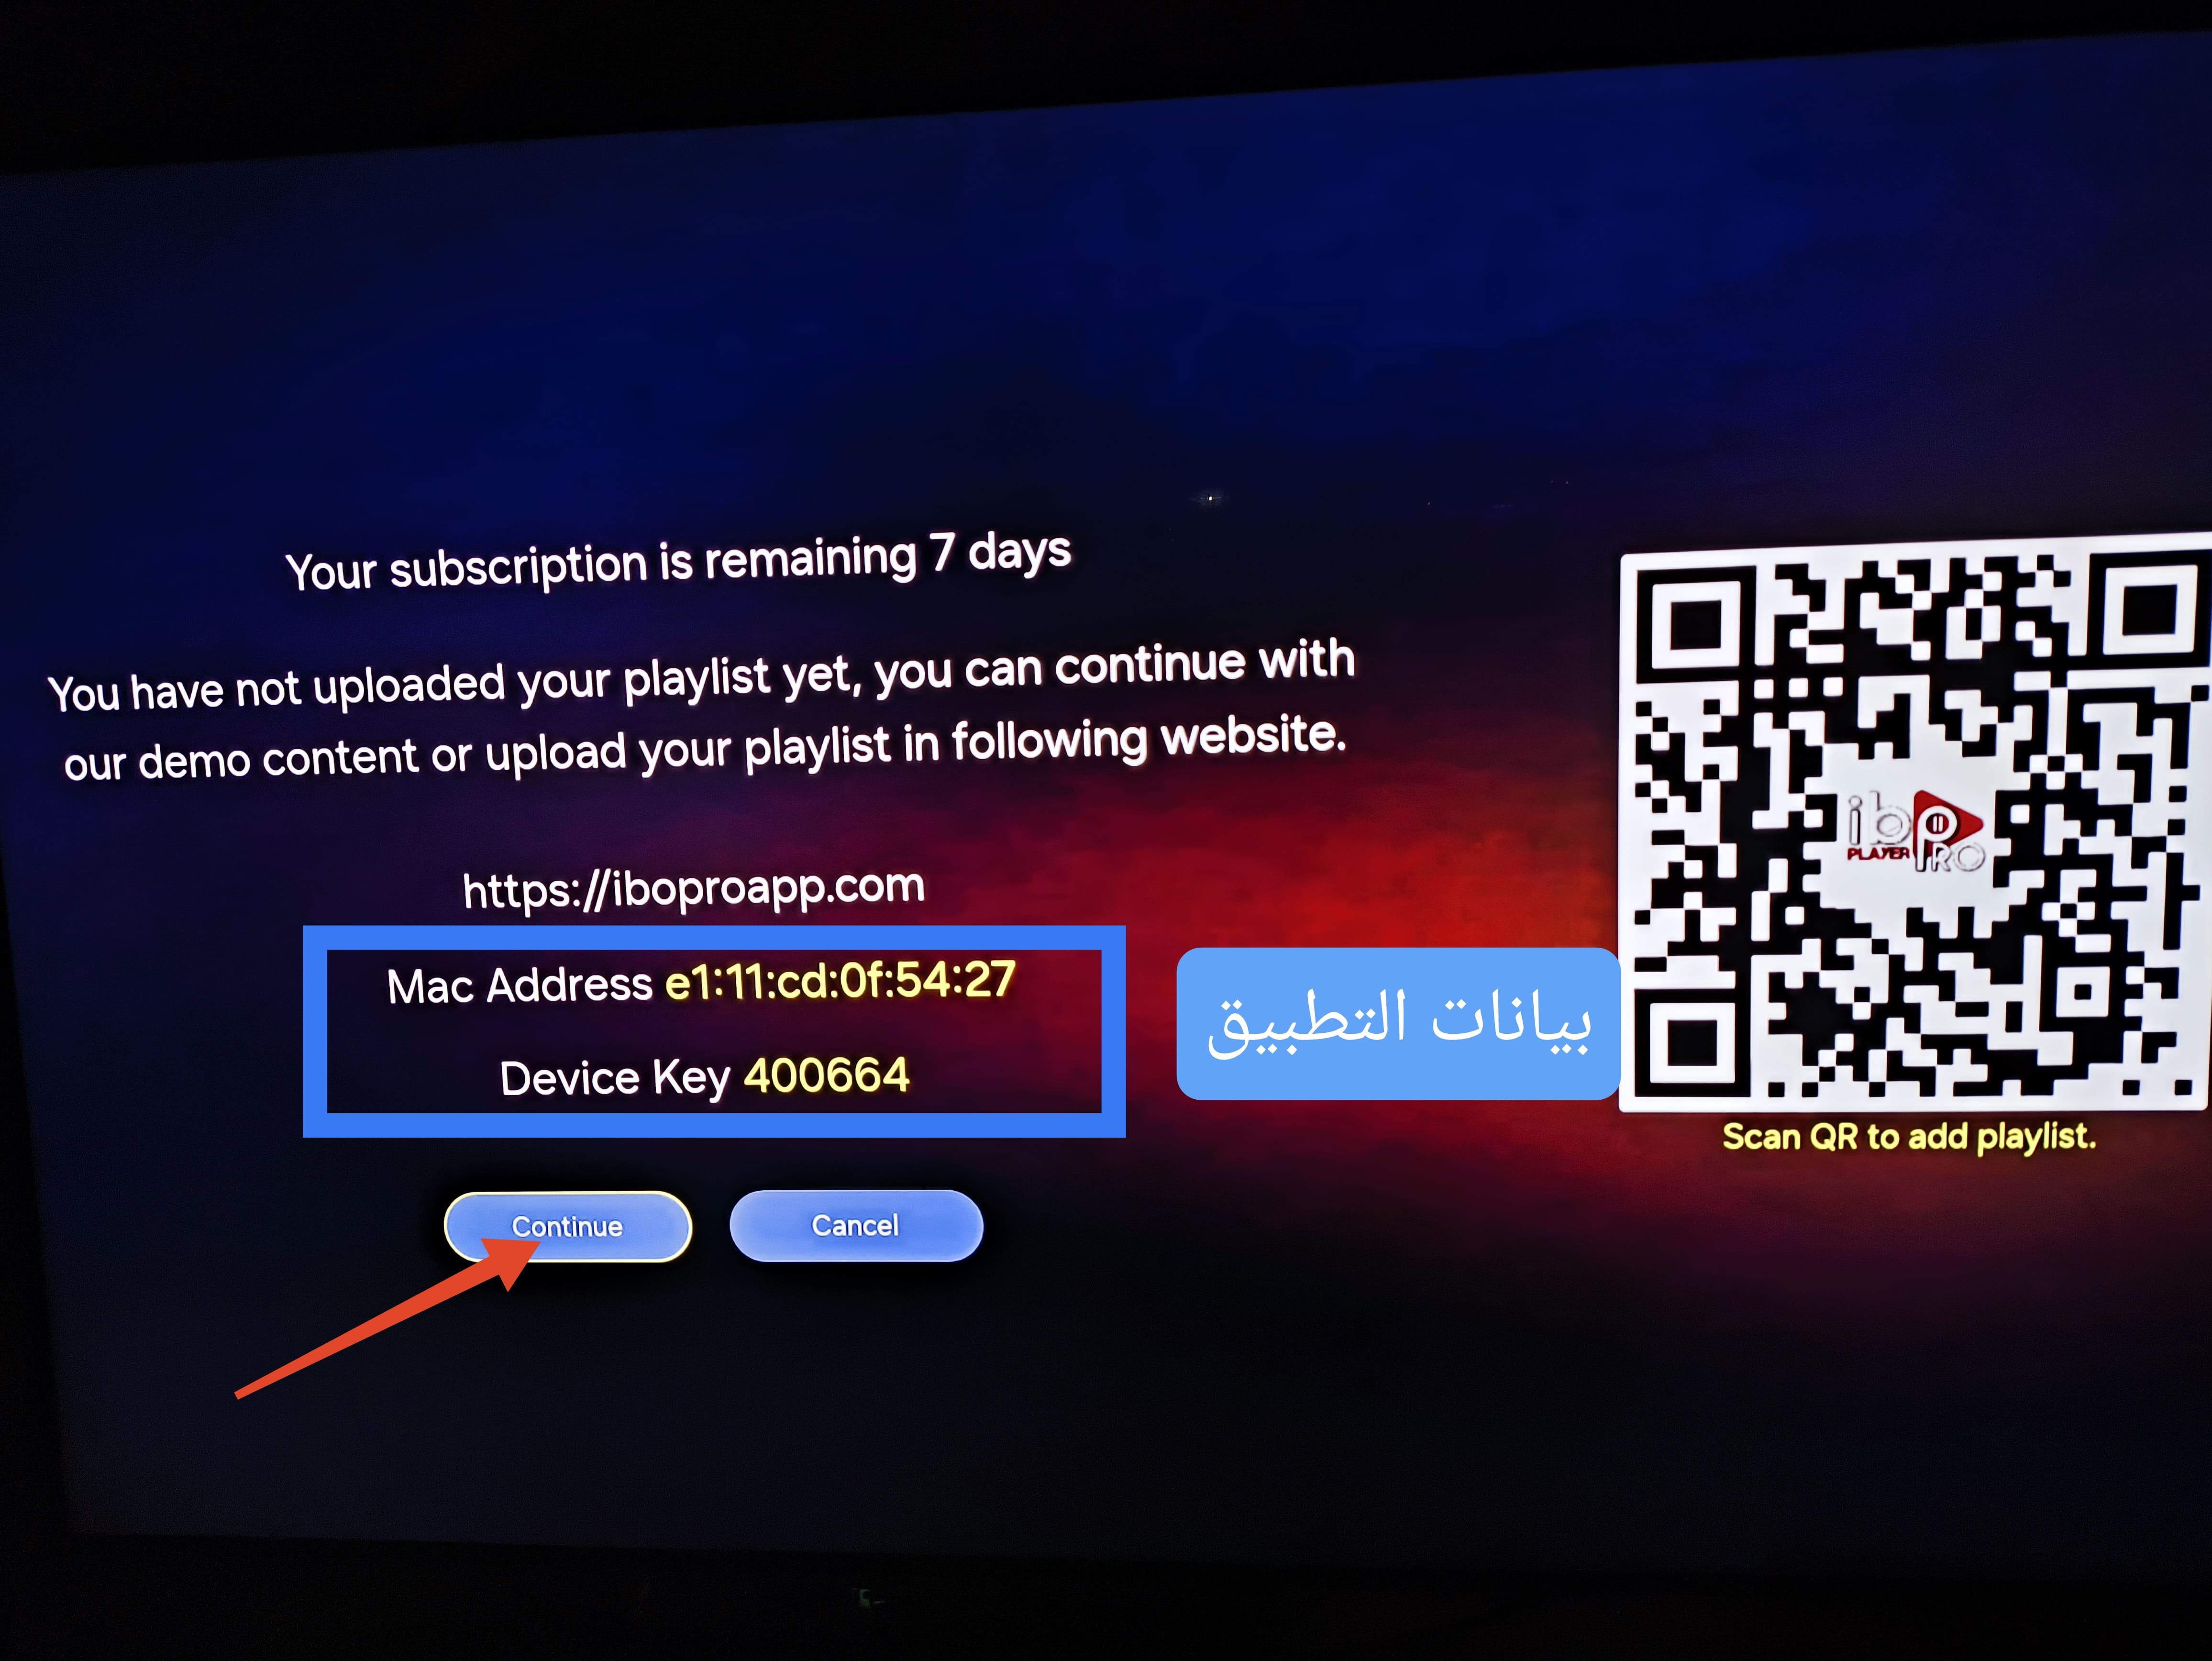 Your subscription is remaining 7 days
You have not uploaded your playlist yet, you can continue with
our demo content or upload your playlist in following website.
https://iboproapp.com
Mac Address e1:11:cd:0f:54:27
بيانات التطبيق
Device Key 400664
Continue
Cancel
ibo
PLAYER PRO
Scan QR to add playlist.